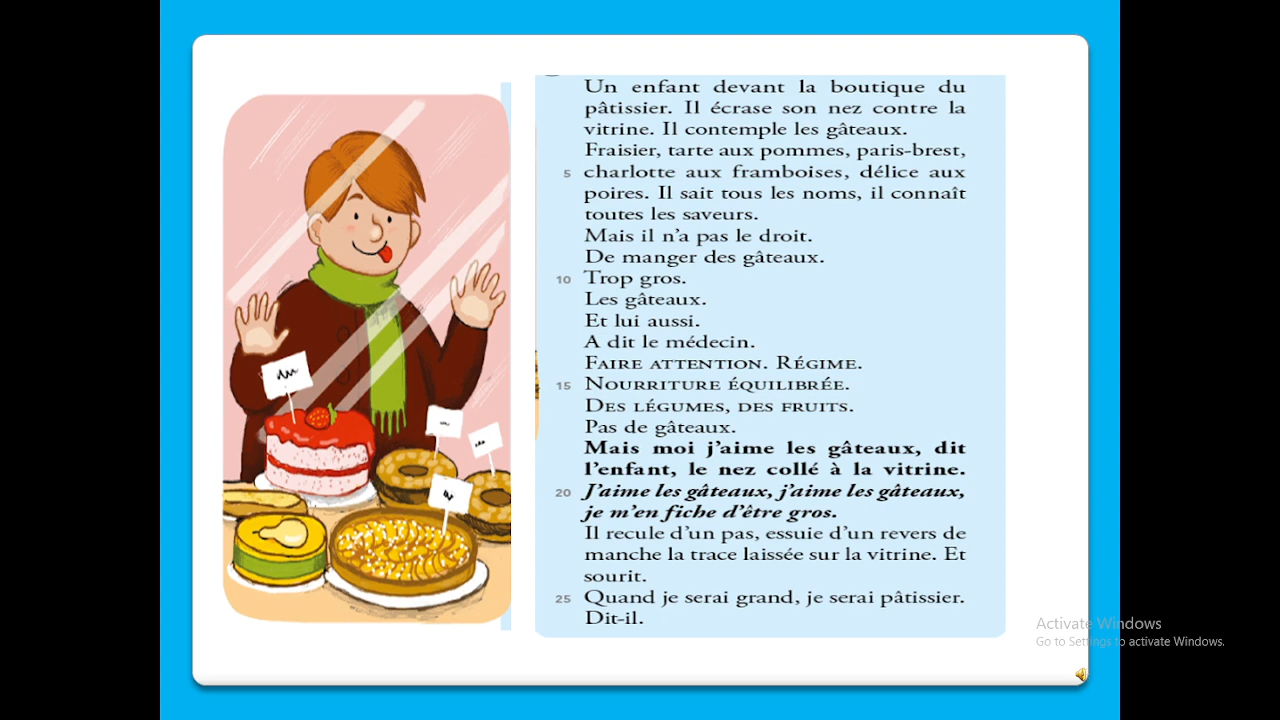 Un enfant devant la boutique du
pâtissier. Il écrase son nez contre la
vitrine. Il contemple les gâteaux.
Fraisier, tarte aux pommes, paris-brest,
5 charlotte aux framboises, délice aux
poires. Il sait tous les noms, il connaît
toutes les saveurs.
Mais il n'a pas le droit.
De manger des gâteaux.
10 Trop gros.
Les gâteaux.
Et lui aussi.
A dit le médecin.
FAIRE ATTENTION. RÉGIME.
15 NOURRITURE ÉQUILIBRÉE.
DES LÉGUMES, DES FRUITS.
Pas de gâteaux.
Mais moi j'aime les gâteaux, dit
l'enfant, le nez collé à la vitrine.
20 J'aime les gâteaux, j'aime les gâteaux,
je m'en fiche d'être gros.
Il recule d'un pas, essuie d'un revers de
manche la trace laissée sur la vitrine. Et
sourit.
25 Quand je serai grand, je serai pâtissier.
Dit-il.
Activate Windows
Go to Settings to activate Windows.